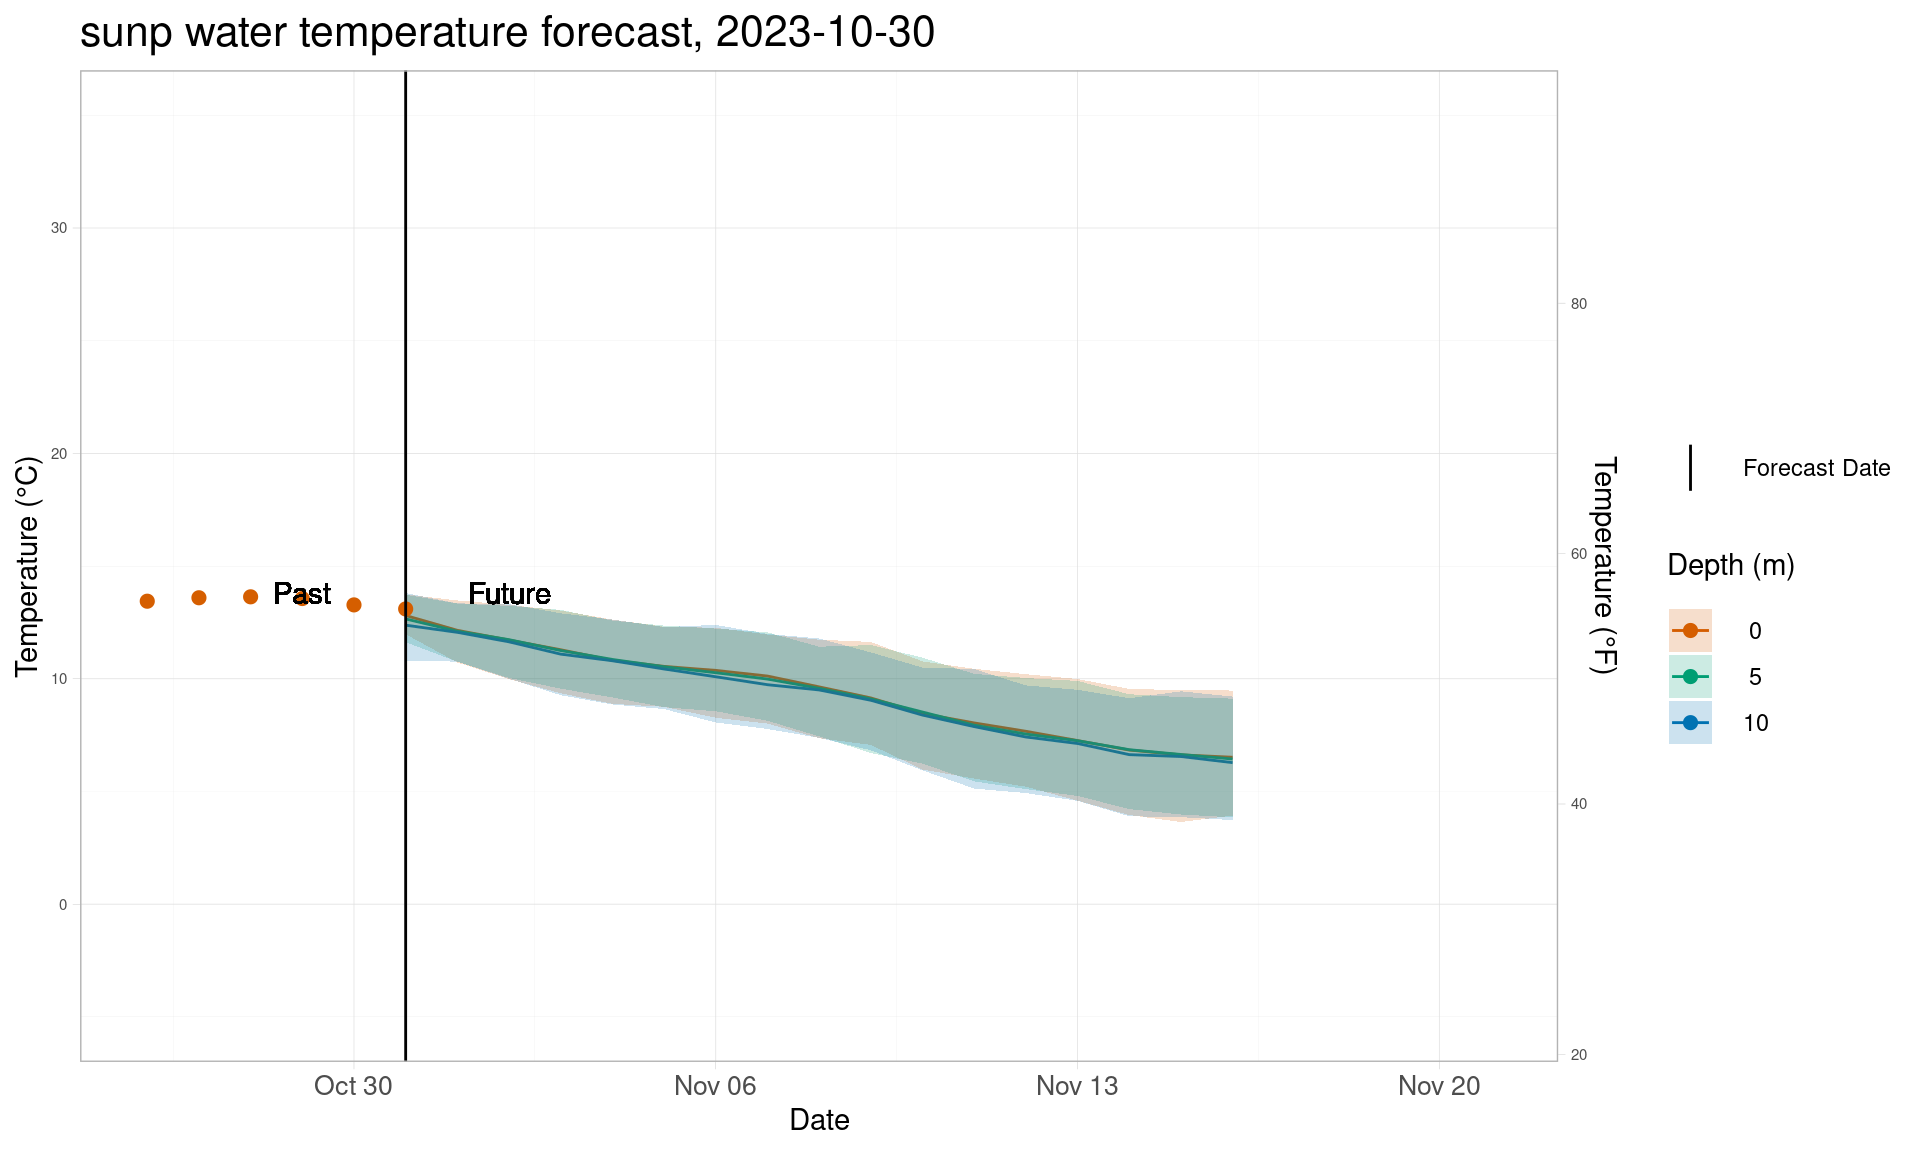 sunp water temperature forecast, 2023-10-30
30
20
10
0
Temperature (°C)
Past
Future
80
60
40
20
Temperature (°F)
Oct 30
Nov 06
Nov 13
Nov 20
Date
Forecast Date
Depth (m)
0
5
10